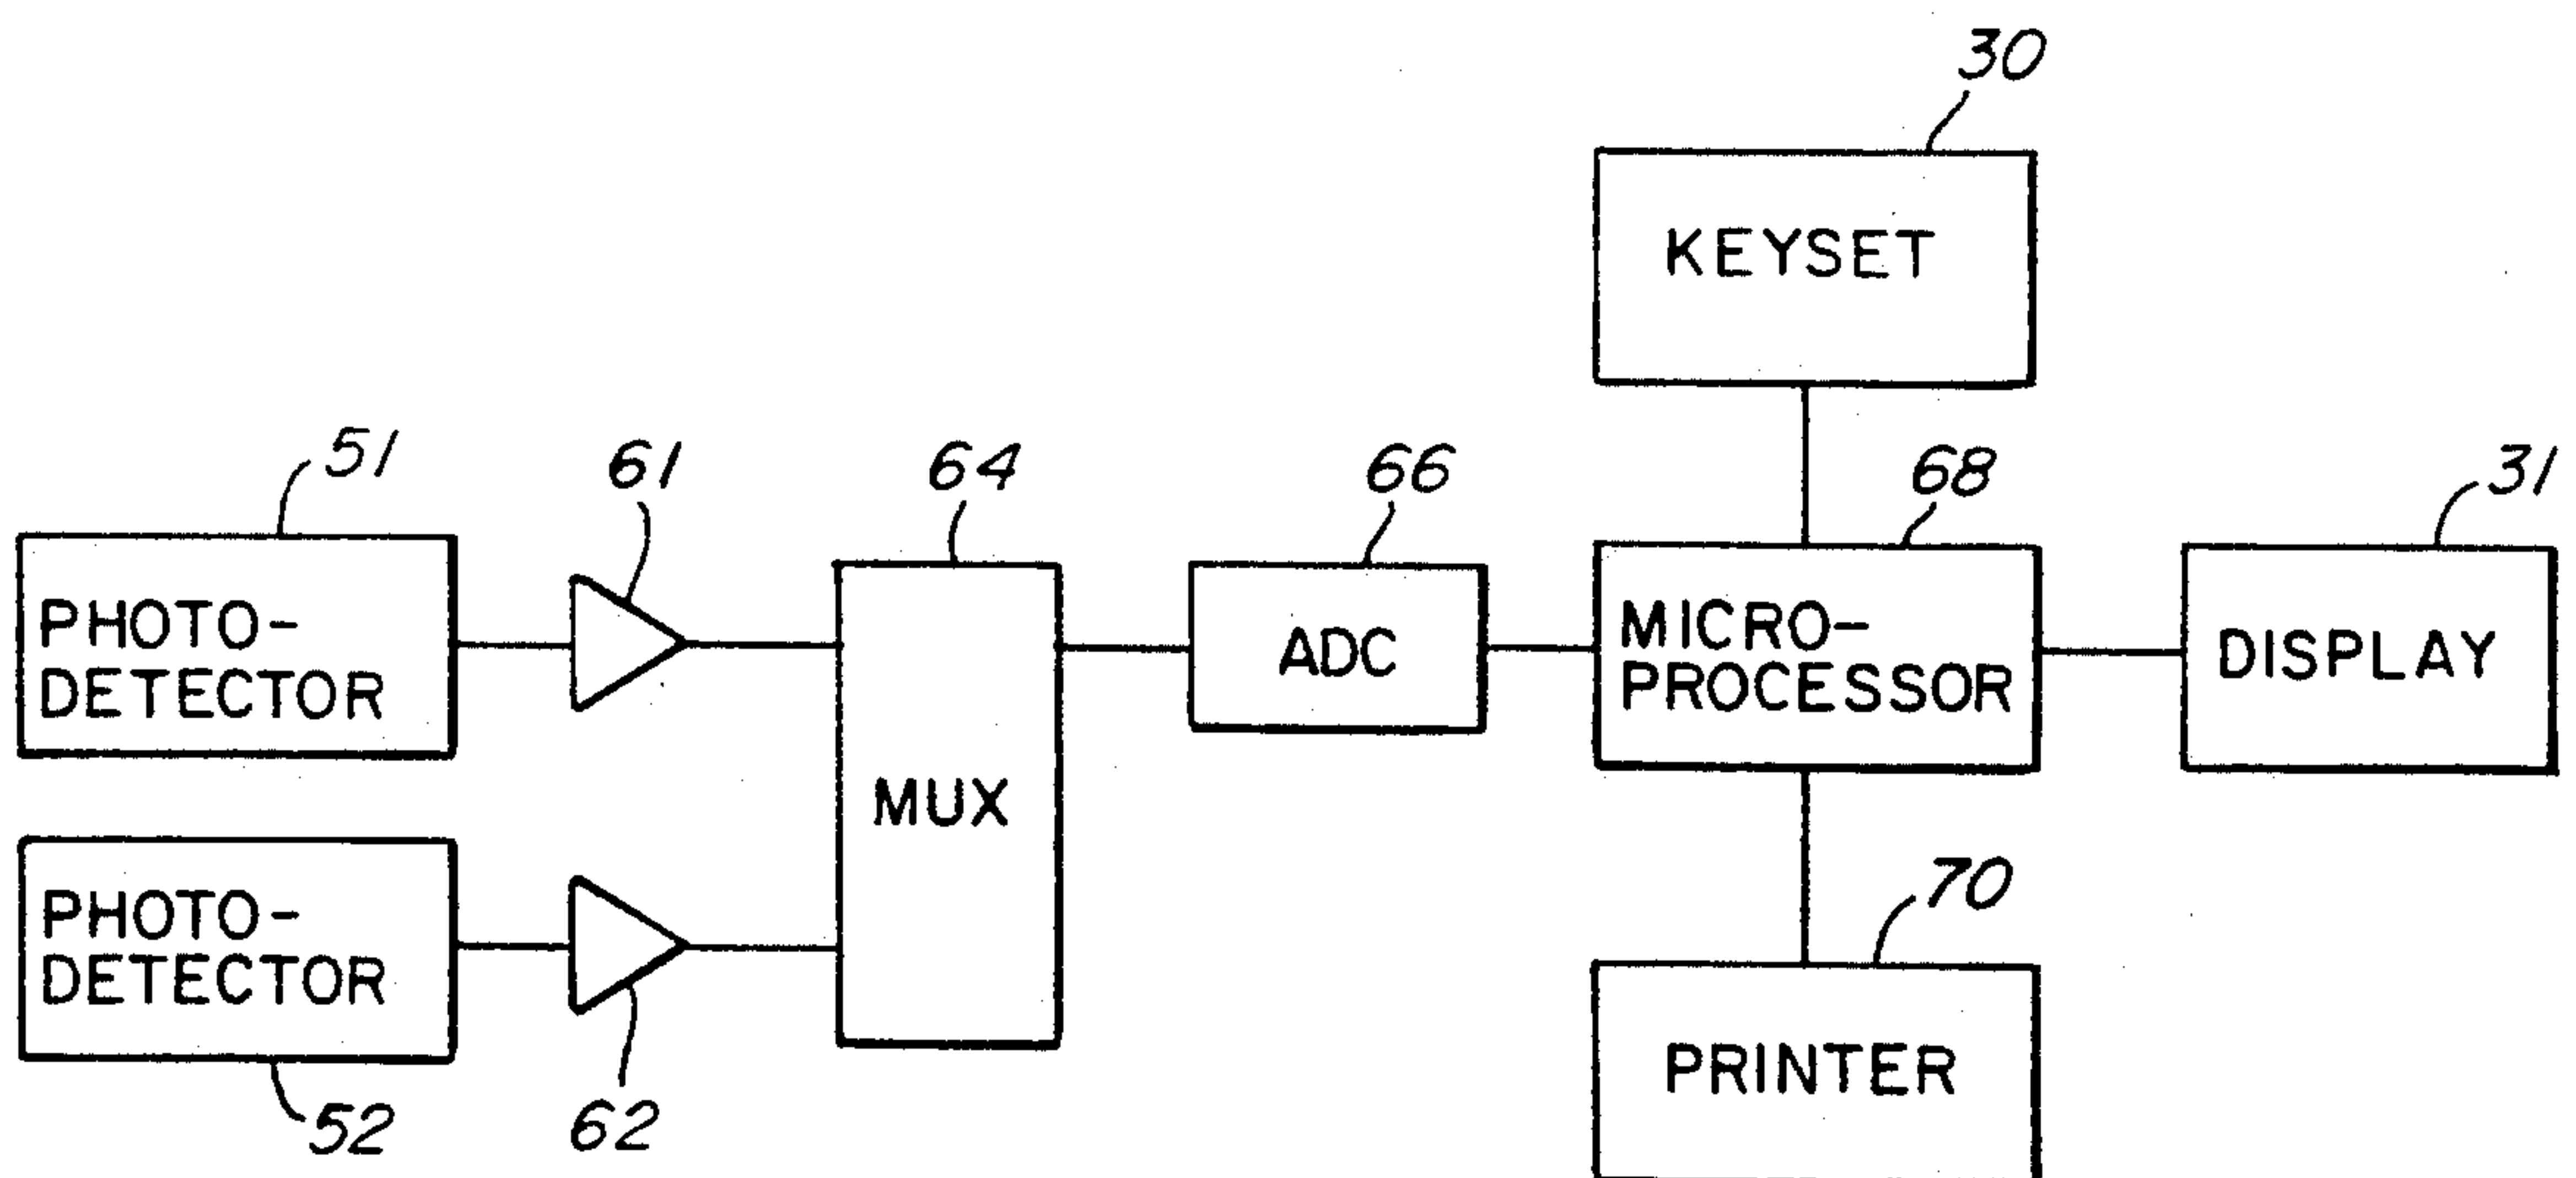 30
KEYSET
51
61
64
66
68
31
PHOTO-
DETECTOR
MUX
ADC
MICRO-
PROCESSOR
DISPLAY
PHOTO-
DETECTOR
52
62
70
PRINTER